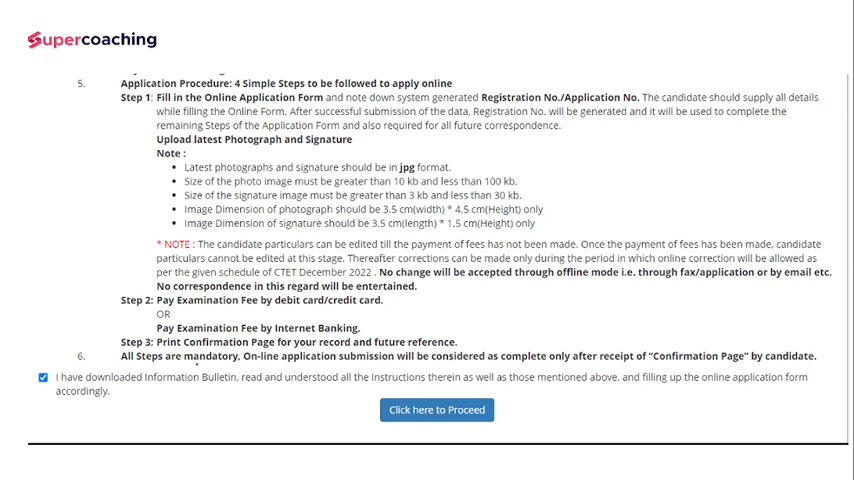 Supercoaching
5. Application Procedure: 4 Simple Steps to be followed to apply online
Step 1: Fill in the Online Application Form and note down system generated Registration No./Application No. The candidate should supply all details
while filling the Online Form. After successful submission of the data, Registration No. will be generated and it will be used to complete the
remaining Steps of the Application Form and also required for all future correspondence.
Upload latest Photograph and Signature
Note :
• Latest photographs and signature should be in jpg format.
• Size of the photo image must be greater than 10 kb and less than 100 kb.
• Size of the signature image must be greater than 3 kb and less than 30 kb.
• Image Dimension of photograph should be 3.5 cm(width) * 4.5 cm(Height) only
• Image Dimension of signature should be 3.5 cm(length) * 1.5 cm(Height) only
* NOTE : The candidate particulars can be edited till the payment of fees has not been made. Once the payment of fees has been made, candidate
particulars cannot be edited at this stage. Thereafter corrections can be made only during the period in which online correction will be allowed as
per the given schedule of CTET December 2022 . No change will be accepted through offline mode i.e. through fax/application or by email etc.
No correspondence in this regard will be entertained.
Step 2: Pay Examination Fee by debit card/credit card.
OR
Pay Examination Fee by Internet Banking.
Step 3: Print Confirmation Page for your record and future reference.
6. All Steps are mandatory, On-line application submission will be considered as complete only after receipt of “Confirmation Page” by candidate.
I have downloaded Information Bulletin, read and understood all the Instructions therein as well as those mentioned above, and filling up the online application form
accordingly.
Click here to Proceed